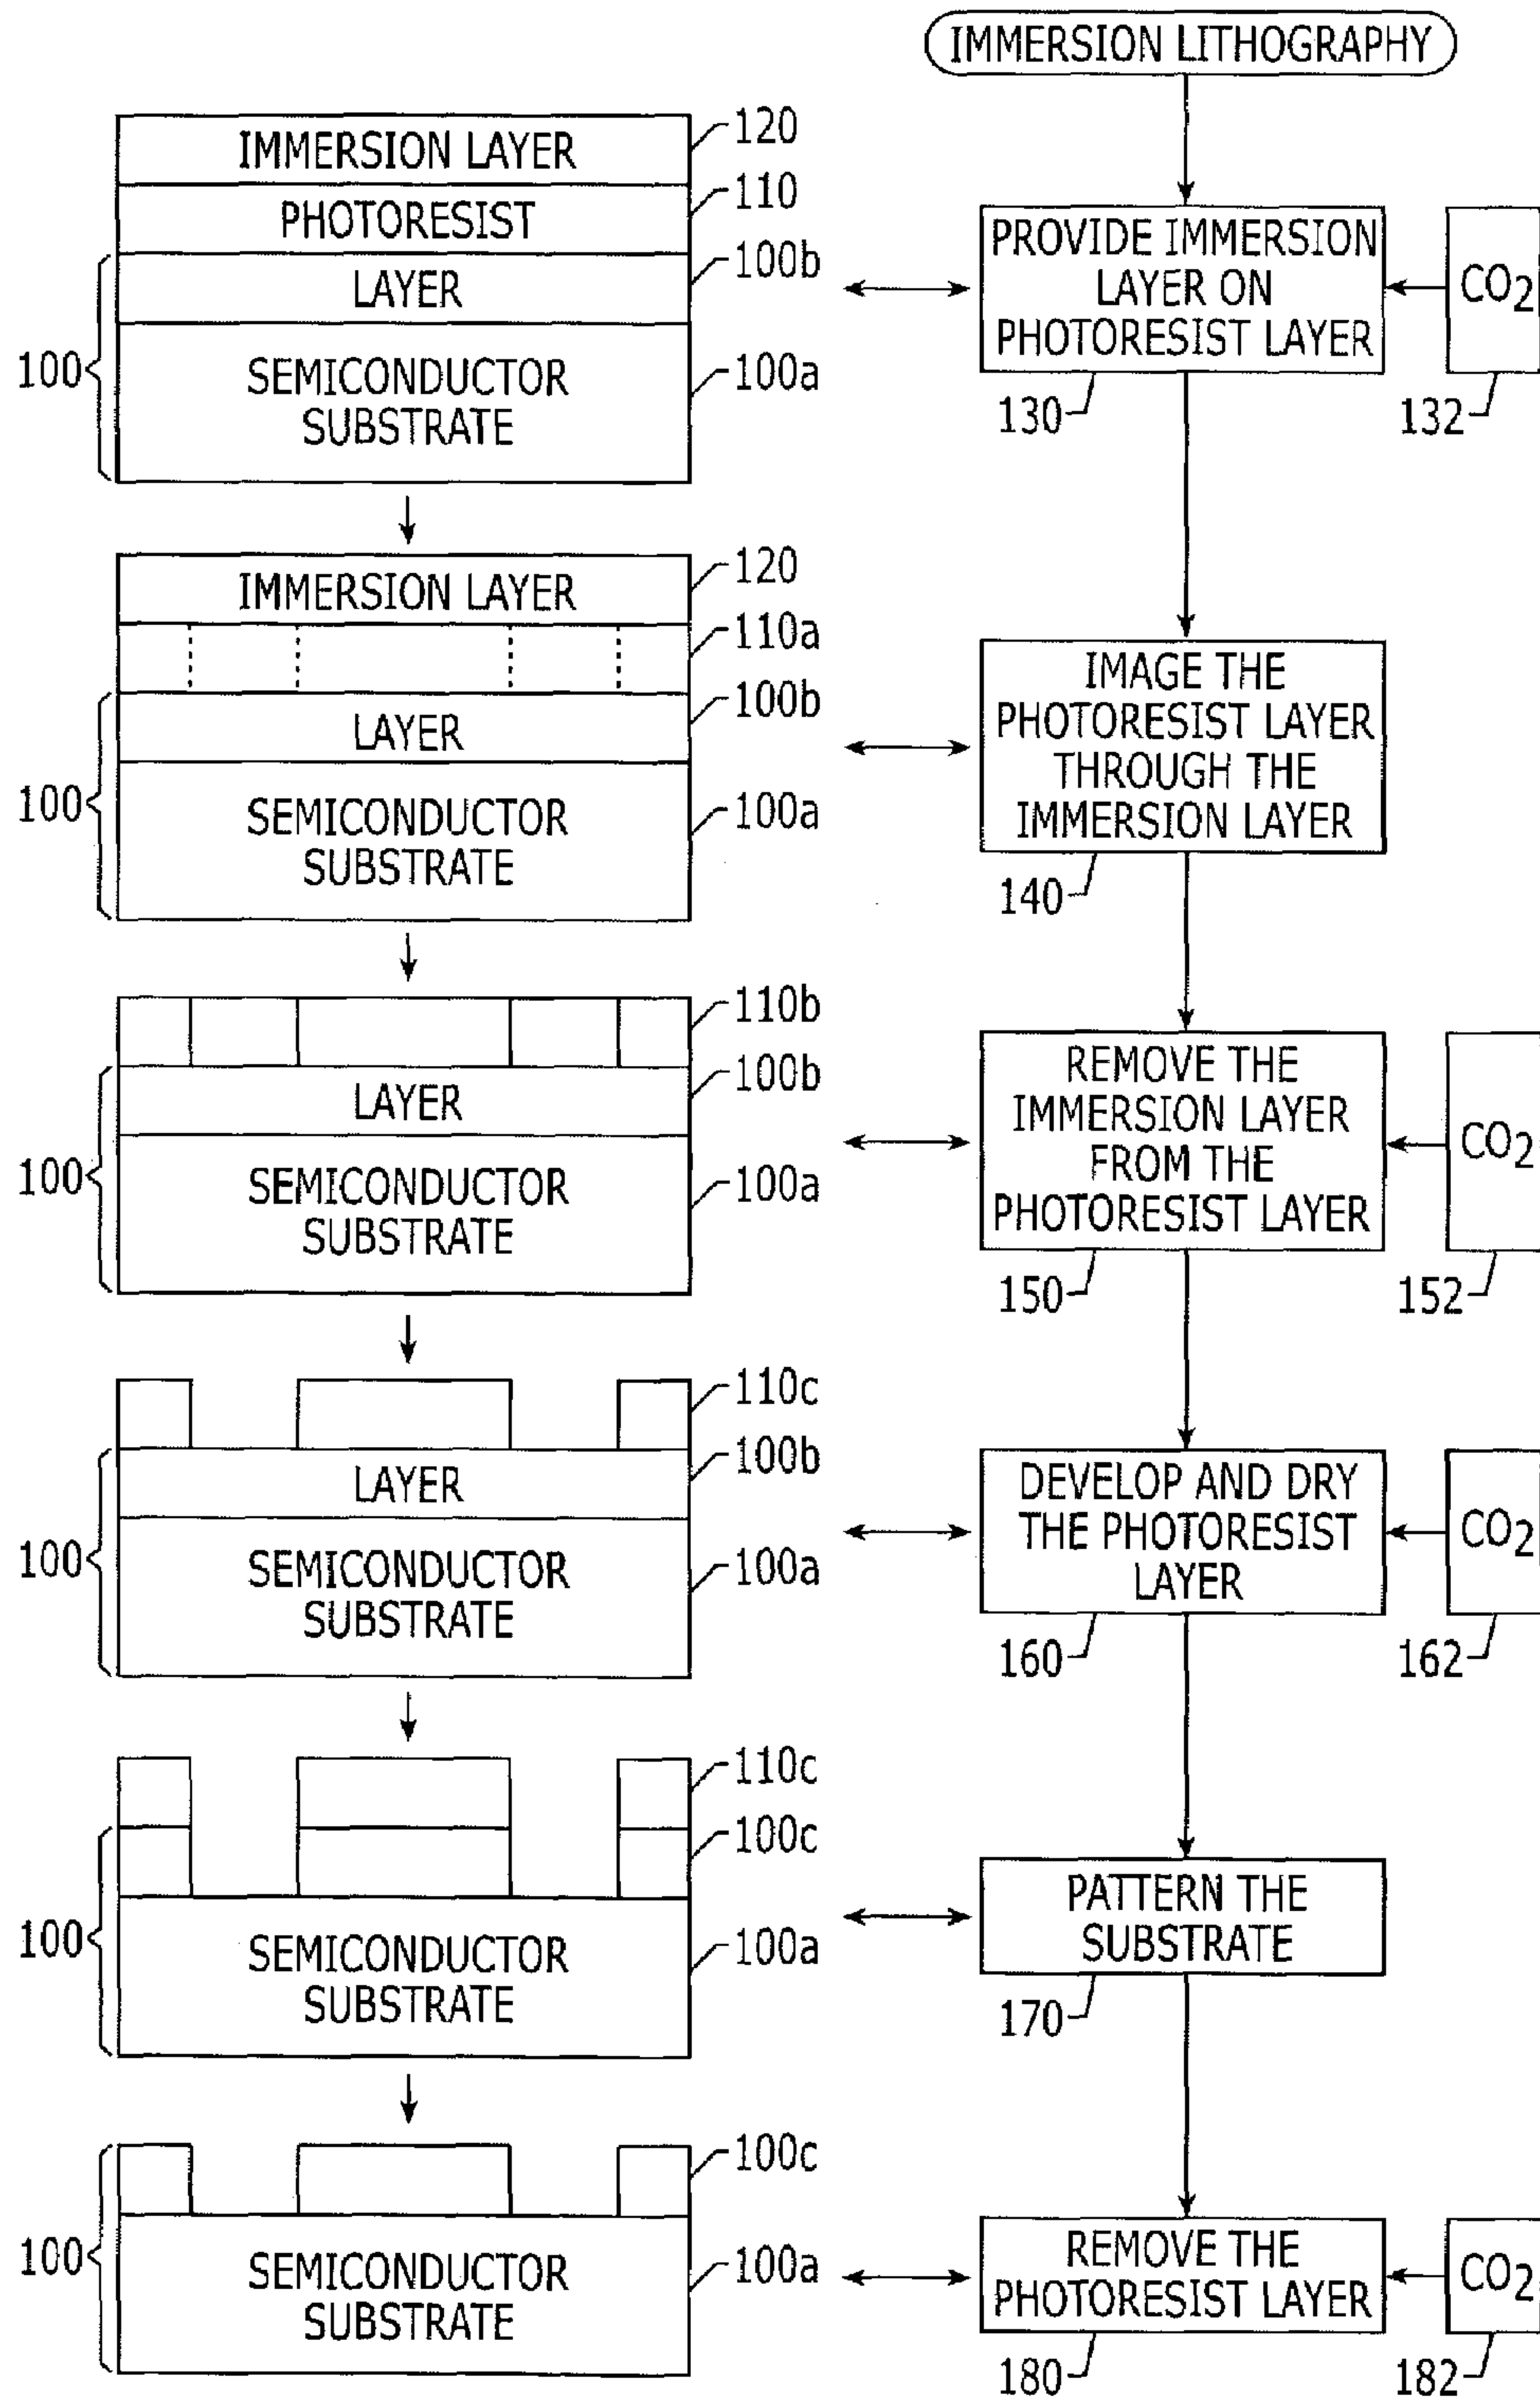 IMMERSION LITHOGRAPHY
IMMERSION LAYER
120
PHOTORESIST
110
LAYER
100b
SEMICONDUCTOR
SUBSTRATE
100a
100
PROVIDE IMMERSION
LAYER ON
PHOTORESIST LAYER
130
CO2
132
IMMERSION LAYER
120
110a
LAYER
100b
SEMICONDUCTOR
SUBSTRATE
100a
100
IMAGE THE
PHOTORESIST LAYER
THROUGH THE
IMMERSION LAYER
140
110b
LAYER
100b
SEMICONDUCTOR
SUBSTRATE
100a
100
REMOVE THE
IMMERSION LAYER
FROM THE
PHOTORESIST LAYER
150
CO2
152
110c
LAYER
100b
SEMICONDUCTOR
SUBSTRATE
100a
100
DEVELOP AND DRY
THE PHOTORESIST
LAYER
160
CO2
162
110c
100c
SEMICONDUCTOR
SUBSTRATE
100a
100
PATTERN THE
SUBSTRATE
170
100c
SEMICONDUCTOR
SUBSTRATE
100a
100
REMOVE THE
PHOTORESIST LAYER
180
CO2
182